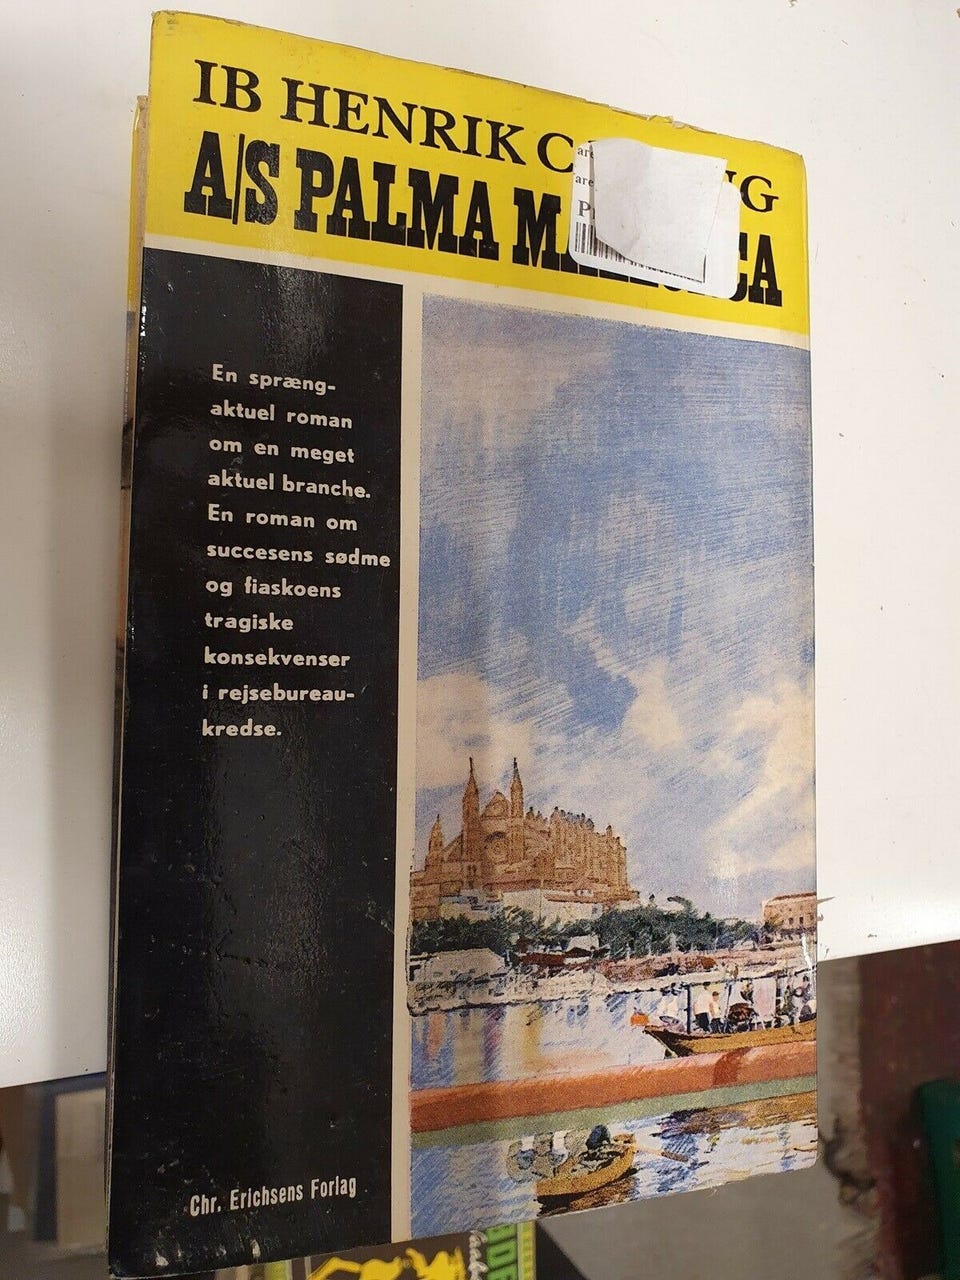 IB HENRIK C
A/S PALMA
En spræng-
aktuel roman
om en meget
aktuel branche.
En roman om
succesens sødme
og fiaskoens
tragiske
konsekvenser
i rejsebureau-
kredse.
Chr. Erichsens Forlag